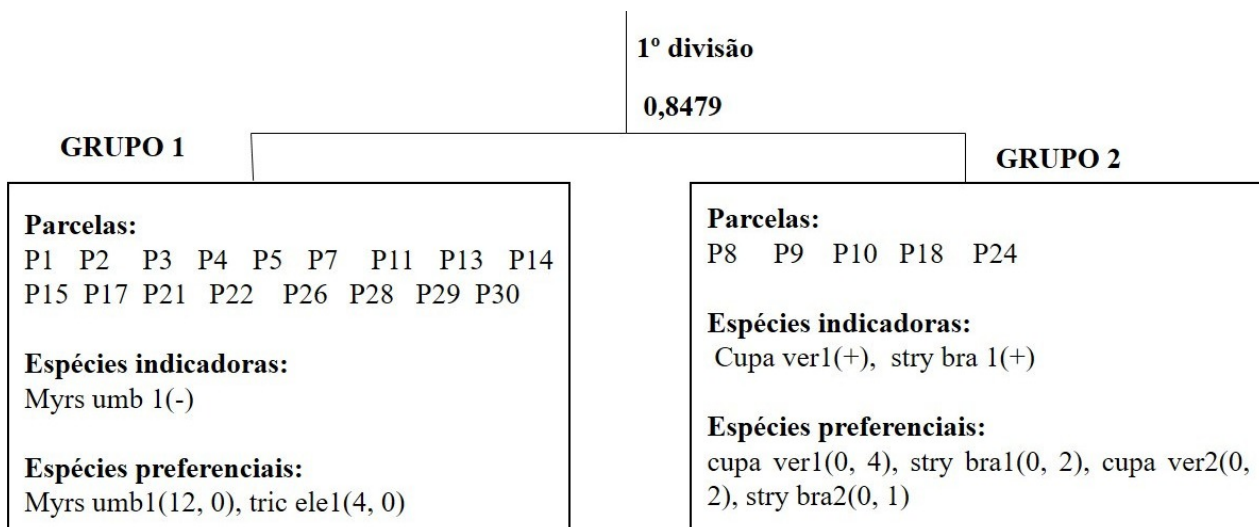 1º divisão
0,8479
GRUPO 1
GRUPO 2
Parcelas:
P1 P2 P3 P4 P5 P7 P11 P13 P14
P15 P17 P21 P22 P26 P28 P29 P30
Espécies indicadoras:
Myrs umb 1(-)
Espécies preferenciais:
Myrs umb1(12, 0), tric ele1(4, 0)
Parcelas:
P8 P9 P10 P18 P24
Espécies indicadoras:
Cupa ver1(+), stry bra 1(+)
Espécies preferenciais:
cupa ver1(0, 4), stry bra1(0, 2), cupa ver2(0,
2), stry bra2(0, 1)